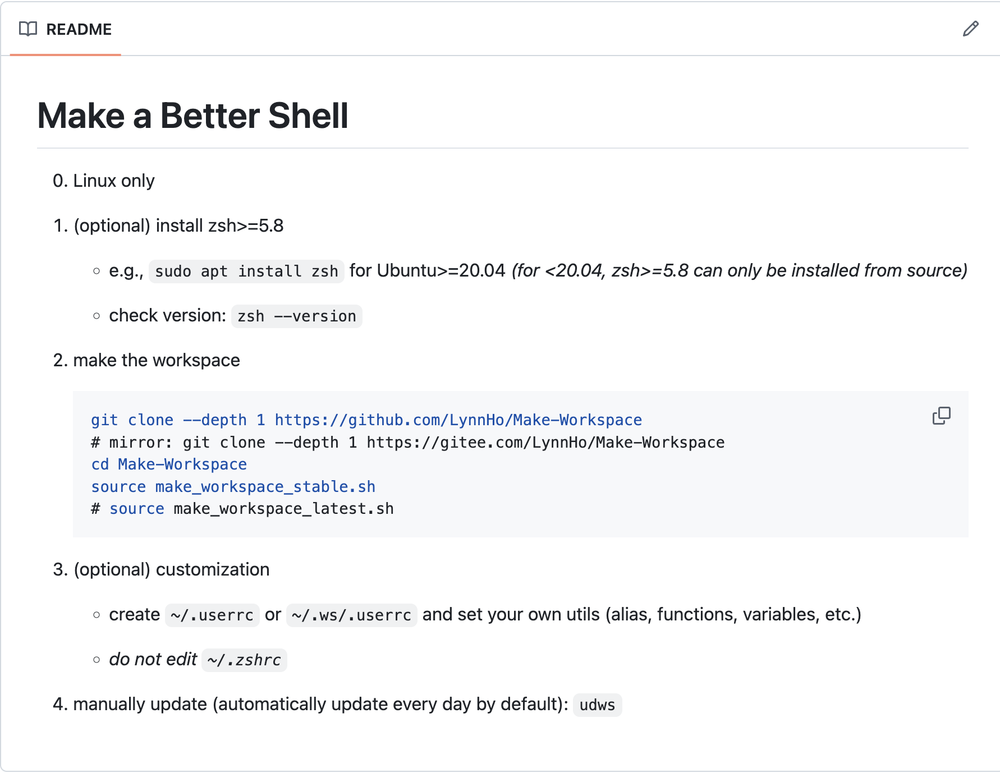 README
Make a Better Shell
0. Linux only
1. (optional) install zsh>=5.8
e.g., sudo apt install zsh for Ubuntu>=20.04 (for <20.04, zsh>=5.8 can only be installed from source)
check version: zsh --version
2. make the workspace
git clone --depth 1 https://github.com/LynnHo/Make-Workspace
# mirror: git clone --depth 1 https://gitee.com/LynnHo/Make-Workspace
cd Make-Workspace
source make_workspace_stable.sh
# source make_workspace_latest.sh
3. (optional) customization
create ~/.userrc or ~/.ws/.userrc and set your own utils (alias, functions, variables, etc.)
do not edit ~/.zshrc
4. manually update (automatically update every day by default): udws